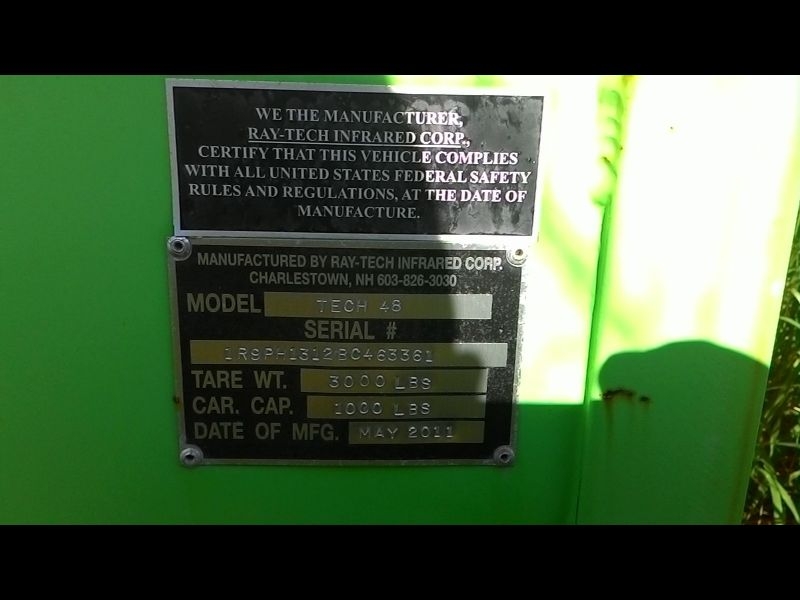 WE THE MANUFACTURER,
RAY-TECH INFRARED CORP.,
CERTIFY THAT THIS VEHICLE COMPLIES
WITH ALL UNITED STATES FEDERAL SAFETY
RULES AND REGULATIONS, AT THE DATE OF
MANUFACTURE.
MANUFACTURED BY RAY-TECH INFRARED CORP.
CHARLESTOWN, NH 603-826-3030
MODEL TECH 48
SERIAL #
1R9PH1312BC463361
TARE WT. 3000 LBS
CAR. CAP. 1000 LBS
DATE OF MFG. MAY 2011